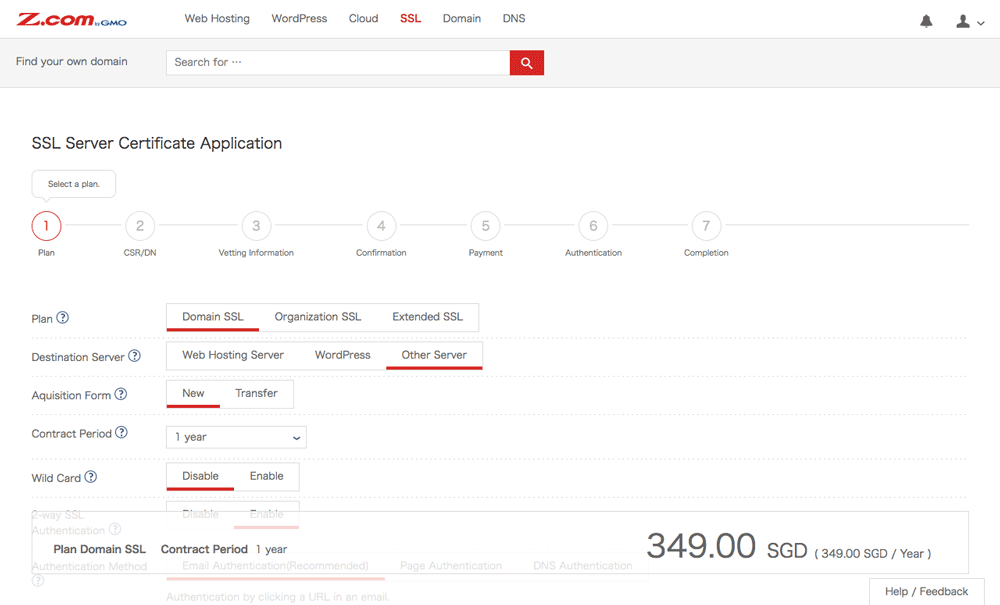 Z.com by GMO
Web Hosting WordPress Cloud SSL Domain DNS
Find your own domain
Search for ···
SSL Server Certificate Application
Select a plan.
1 2 3 4 5 6 7
Plan CSR/DN Vetting Information Confirmation Payment Authentication Completion
Plan ? Domain SSL Organization SSL Extended SSL
Destination Server ? Web Hosting Server WordPress Other Server
Aquisition Form ? New Transfer
Contract Period ? 1 year
Wild Card ? Disable Enable
2-way SSL
Authentication ? Disable Enable
Plan Domain SSL Contract Period 1 year 349.00 SGD ( 349.00 SGD / Year )
Authentication Method ? Email Authentication(Recommended) Page Authentication DNS Authentication
Authentication by clicking a URL in an email.
Help / Feedback